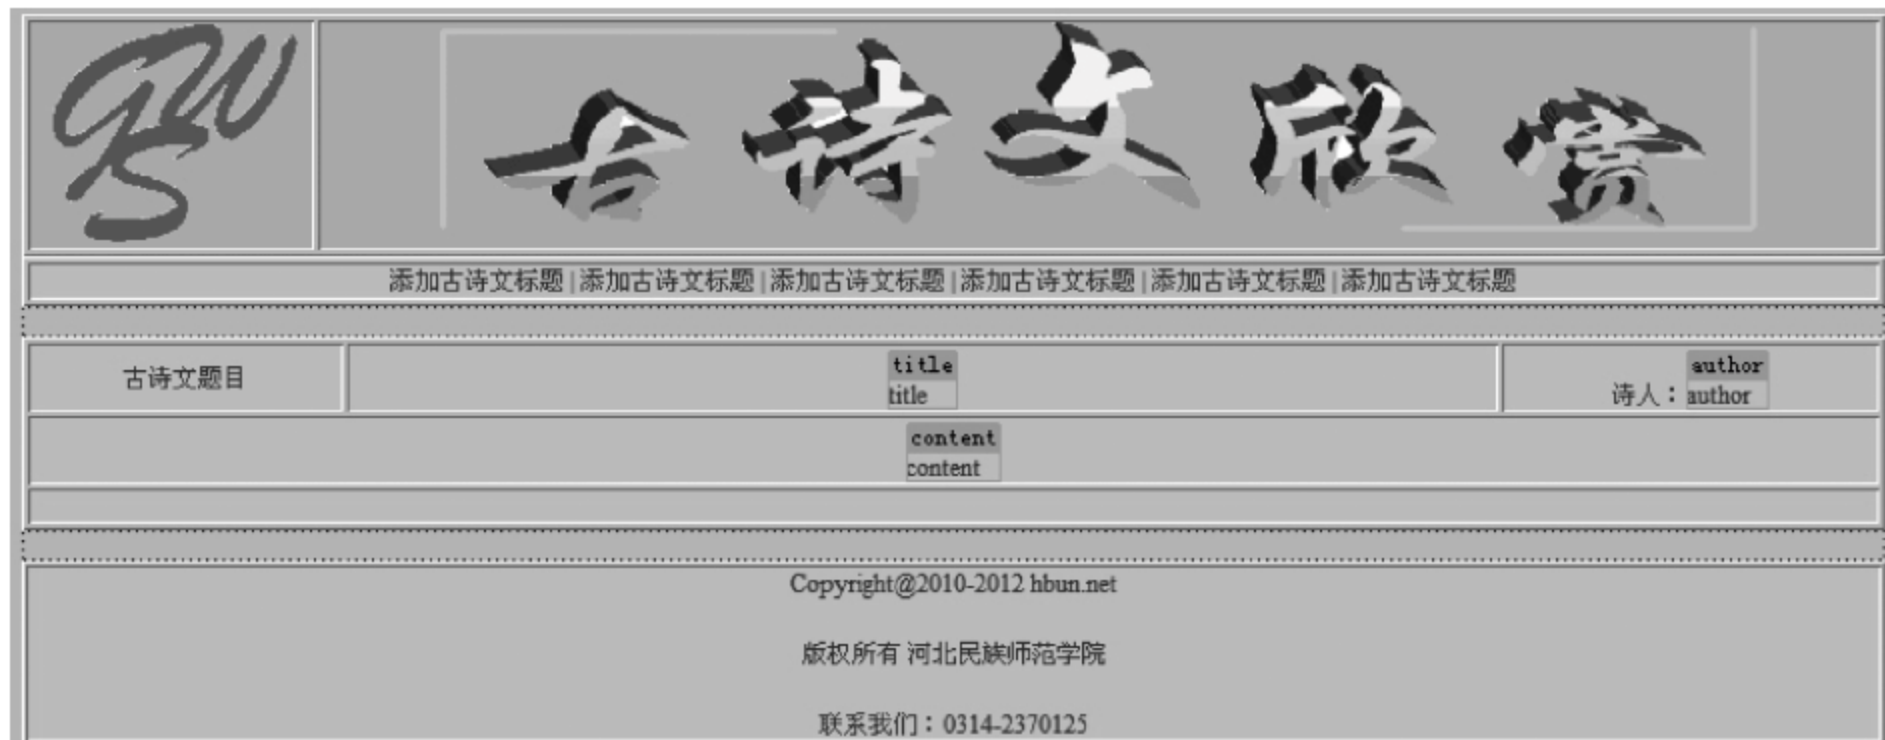 GWS
古诗文欣赏
添加古诗文标题 | 添加古诗文标题 | 添加古诗文标题 | 添加古诗文标题 | 添加古诗文标题 | 添加古诗文标题
古诗文题目
title
title
author
诗人：author
content
content
Copyright@2010-2012 hbun.net
版权所有 河北民族师范学院
联系我们：0314-2370125